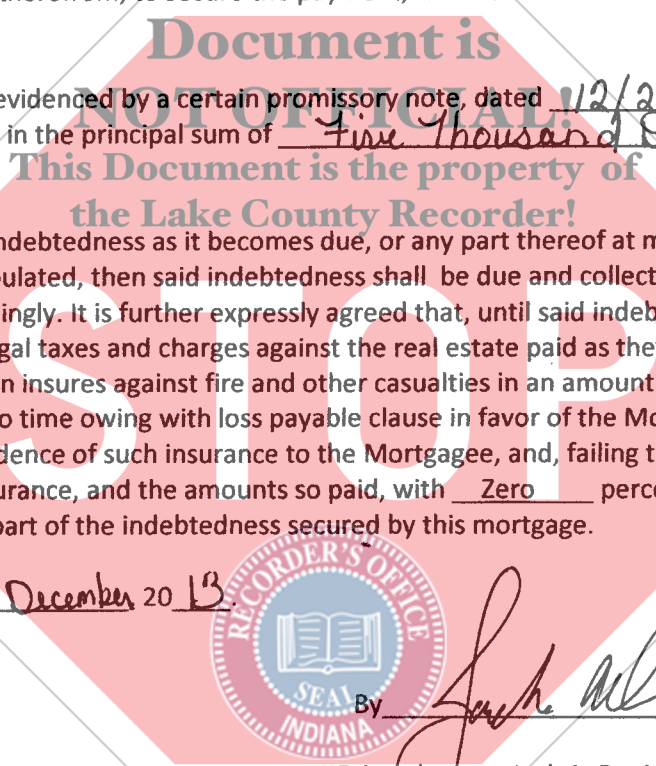 Document is
evidenced by a certain promissory note, dated 12/2
NOT OFFICIAL!
in the principal sum of Five Thousand D
This Document is the property of
the Lake County Recorder!
ndebtedness as it becomes due, or any part thereof at m
pulated, then said indebtedness shall be due and collect
ingly. It is further expressly agreed that, until said indeb
gal taxes and charges against the real estate paid as they
n insures against fire and other casualties in an amount
o time owing with loss payable clause in favor of the Mo
dence of such insurance to the Mortgagee, and, failing t
urance, and the amounts so paid, with Zero perce
part of the indebtedness secured by this mortgage.
STOP
December 20 13.
RECORDER'S OFFICE
SEAL
INDIANA
By